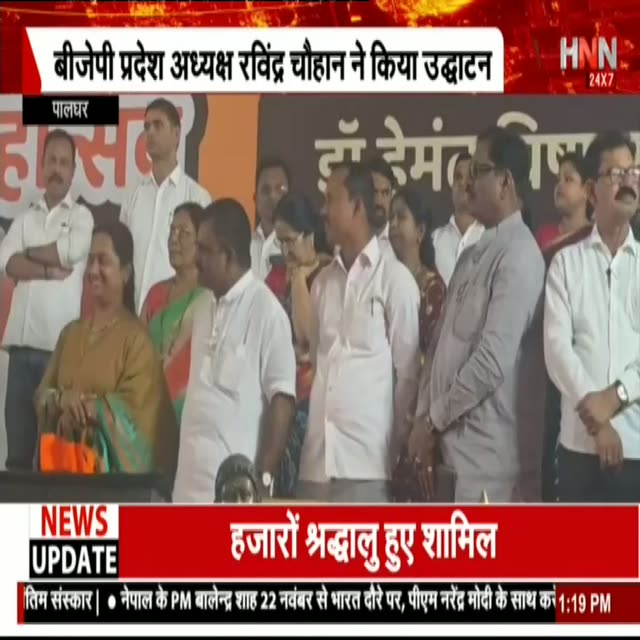 बीजेपी प्रदेश अध्यक्ष रविंद्र चौहान ने किया उद्घाटन
HNN
24X7
पालघर
डॉ हेमंत
NEWS
UPDATE
हजारों श्रद्धालु हुए शामिल
संस्कार | • नेपाल के PM बालेन्द्र शाह 22 नवंबर से भारत दौरे पर, पीएम नरेंद्र मोदी के साथ
1:19 PM